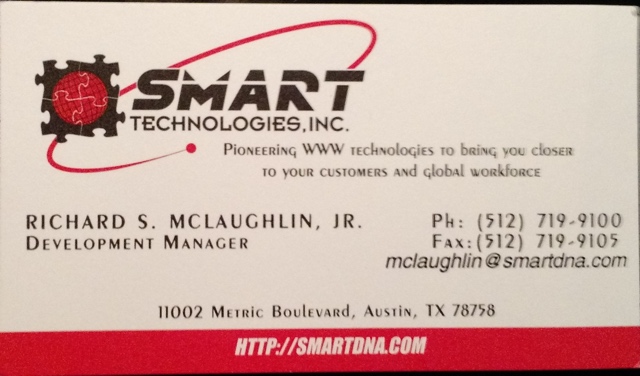 SMART
TECHNOLOGIES, INC.
Pioneering WWW technologies to bring you closer
to your customers and global workforce
RICHARD S. MCLAUGHLIN, JR.
Development Manager
Ph: (512) 719-9100
Fax: (512) 719-9105
mclaughlin@smartdna.com
11002 Metric Boulevard, Austin, TX 78758
HTTP://SMARTDNA.COM